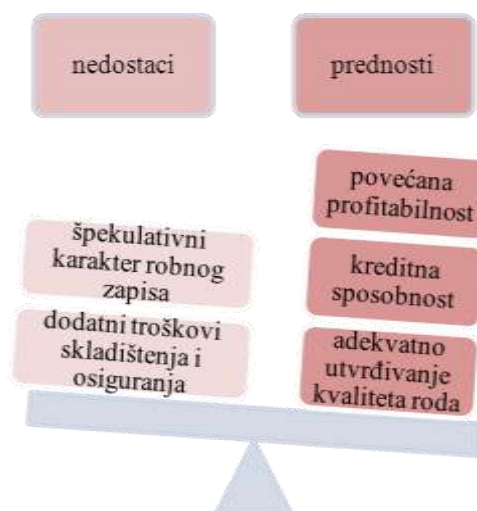 nedostaci
prednosti
povećana
profitabilnost
špekulativni
karakter robnog
zapisa
kreditna
sposobnost
dodatni troškovi
skladištenja i
osiguranja
adekvatno
utvrđivanje
kvaliteta roda